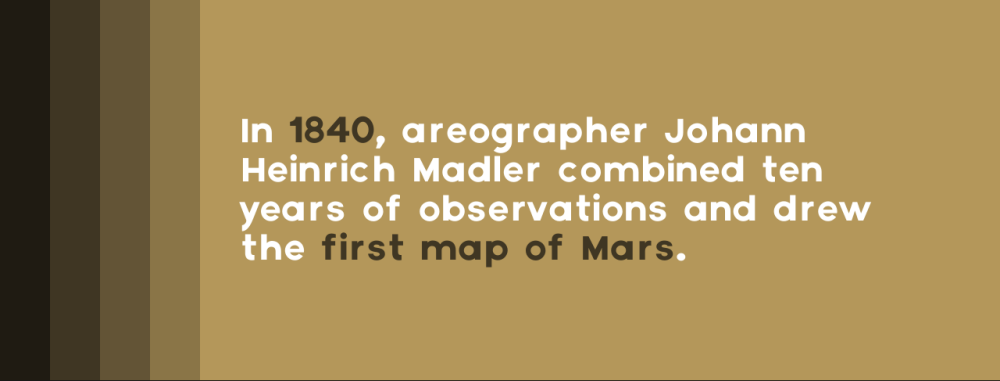 In 1840, areographer Johann
Heinrich Madler combined ten
years of observations and drew
the first map of Mars.